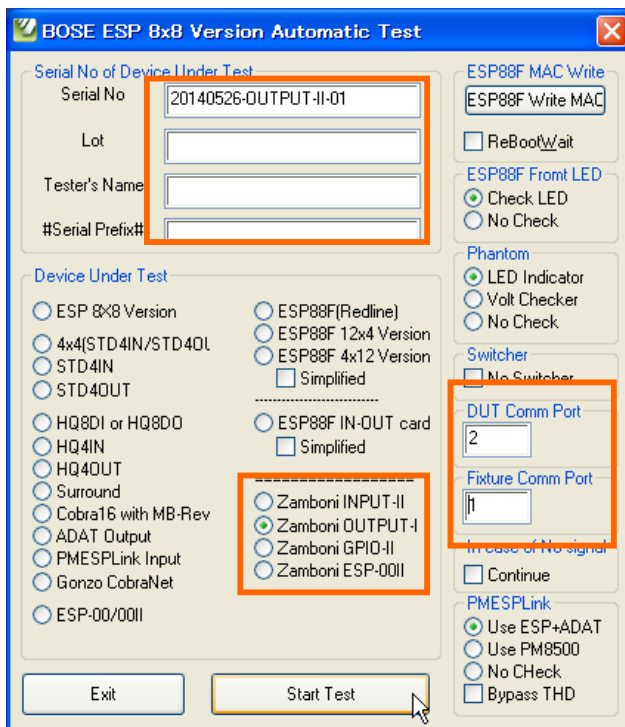 BOSE ESP 8x8 Version Automatic Test
Serial No of Device Under Test
Serial No
20140526-OUTPUT-II-01
Lot
Tester's Name
#Serial Prefix#
Device Under Test
ESP 8X8 Version
4x4(STD4IN/STD4OU
STD4IN
STD4OUT
HQ8DI or HQ8DO
HQ4IN
HQ4OUT
Surround
Cobra16 with MB-Rev
ADAT Output
PMESPLink Input
Gonzo CobraNet
ESP-00/00II
ESP88F(Redline)
ESP88F 12x4 Version
ESP88F 4x12 Version
Simplified
-----------------------------
ESP88F IN-OUT card
Simplified
====================
Zamboni INPUT-II
Zamboni OUTPUT-I
Zamboni GPIO-II
Zamboni ESP-00II
Exit
Start Test
ESP88F MAC Write
ESP88F Write MAC
ReBootWait
ESP88F Fromt LED
Check LED
No Check
Phantom
LED Indicator
Volt Checker
No Check
Switcher
No Switcher
DUT Comm Port
2
Fixture Comm Port
1
In case of No signal
Continue
PMESPLink
Use ESP+ADAT
Use PM8500
No CHeck
Bypass THD